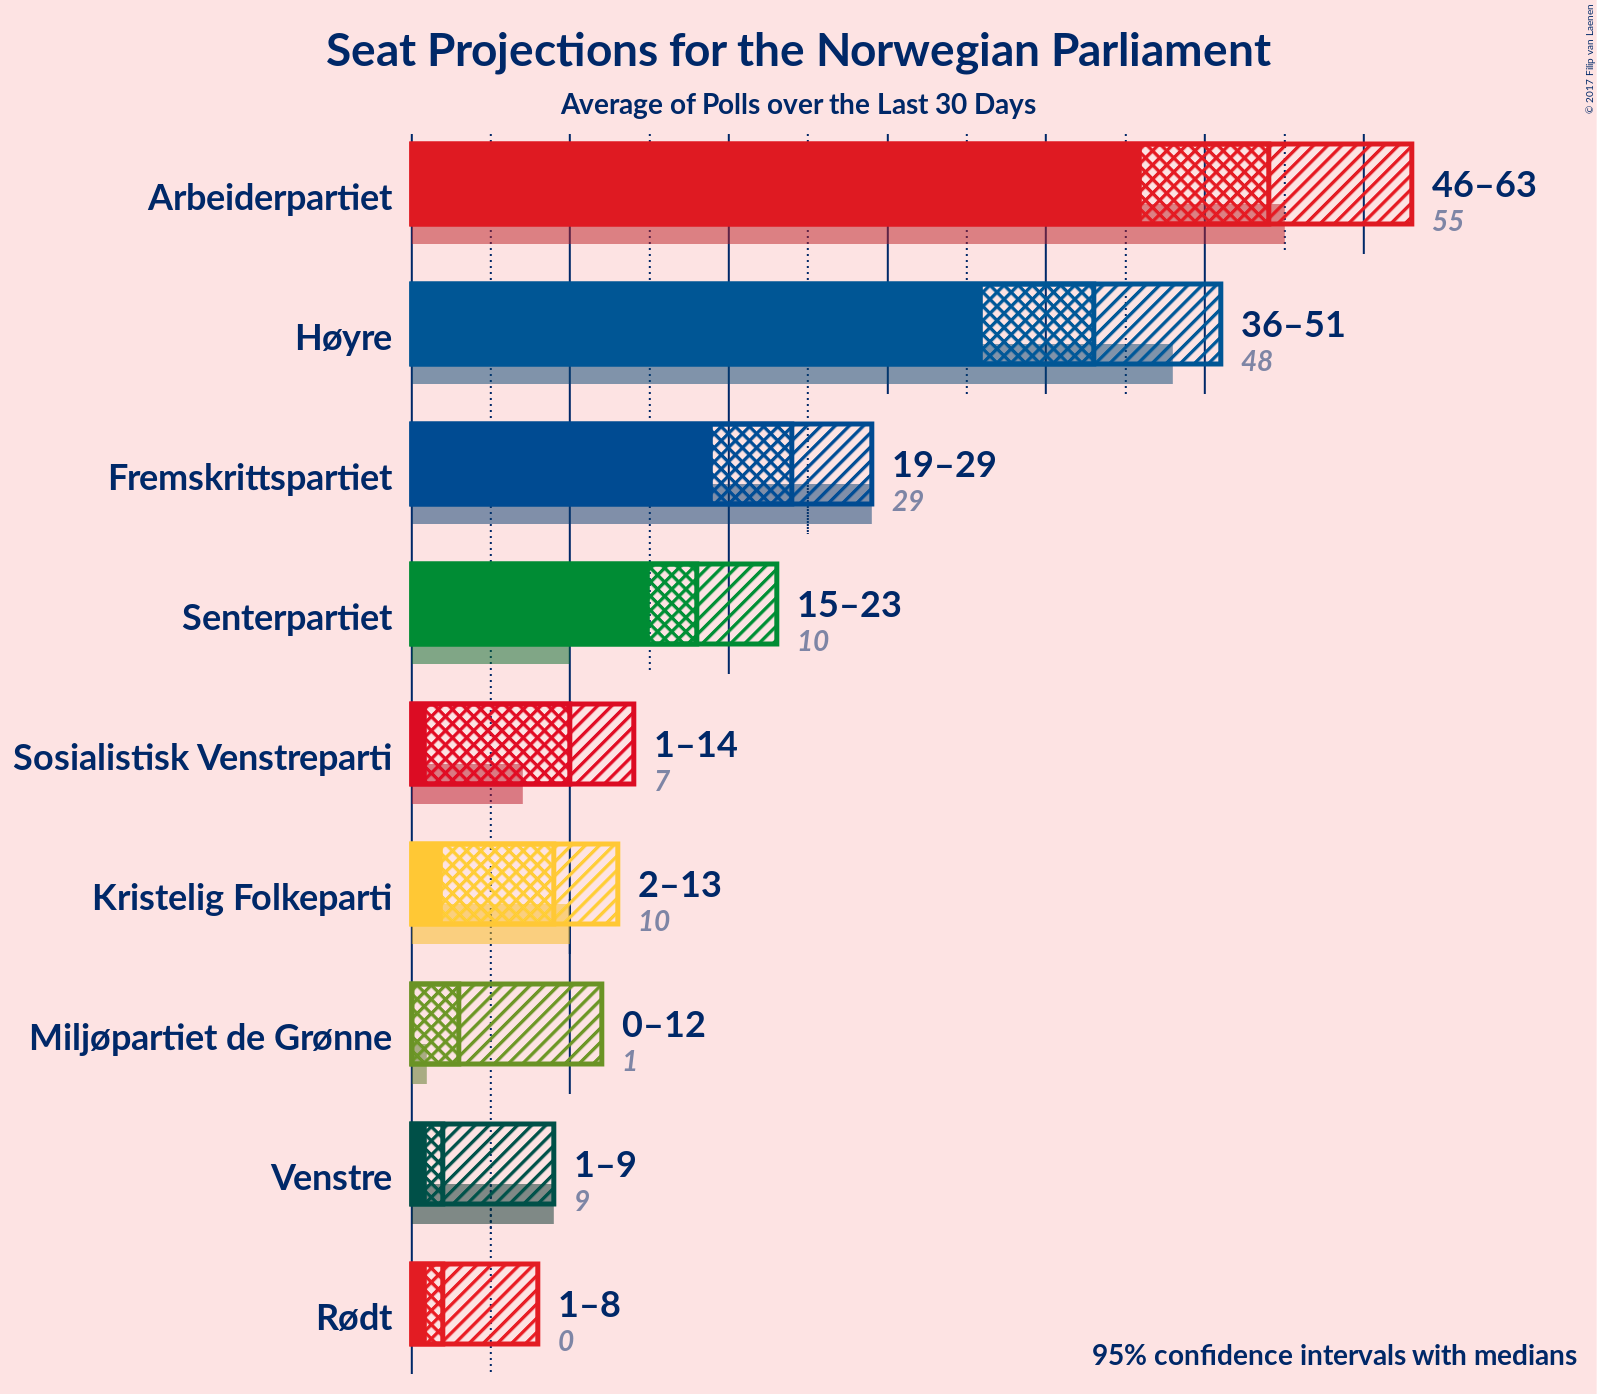 Seat Projections for the Norwegian Parliament
Average of Polls over the Last 30 Days
© 2017 Filip van Laenen
Arbeiderpartiet
46–63
55
Høyre
36–51
48
Fremskrittspartiet
19–29
29
Senterpartiet
15–23
10
Sosialistisk Venstreparti
1–14
7
Kristelig Folkeparti
2–13
10
Miljøpartiet de Grønne
0–12
1
Venstre
1–9
9
Rødt
1–8
0
95% confidence intervals with medians